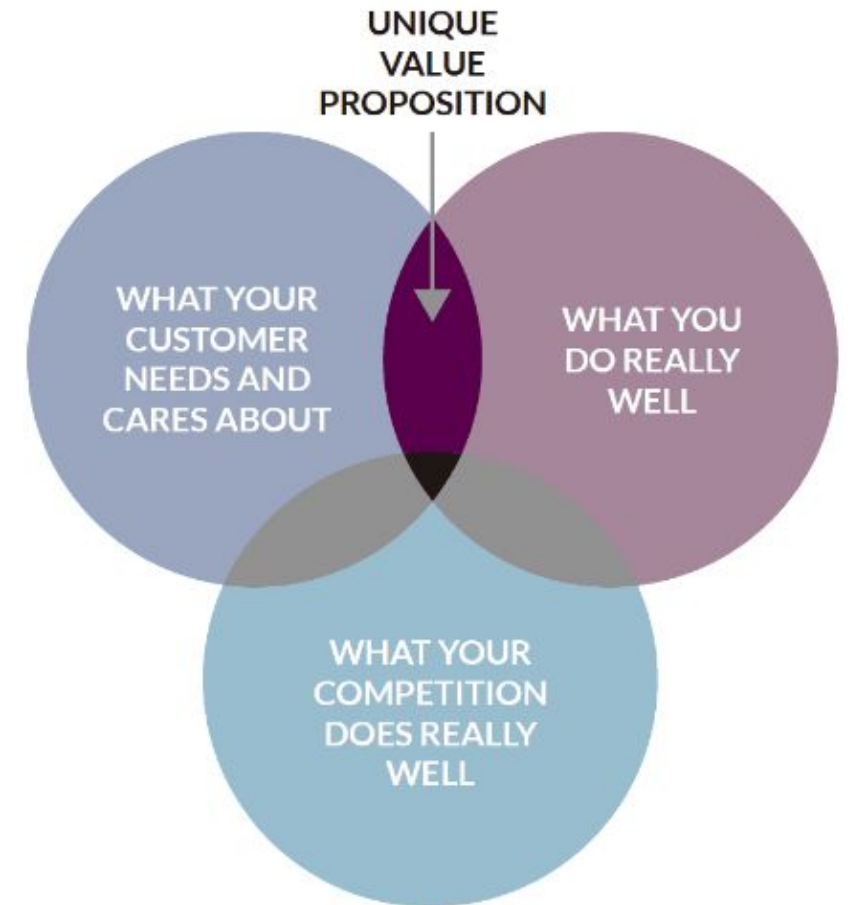 UNIQUE
VALUE
PROPOSITION
WHAT YOUR
CUSTOMER
NEEDS AND
CARES ABOUT
WHAT YOU
DO REALLY
WELL
WHAT YOUR
COMPETITION
DOES REALLY
WELL